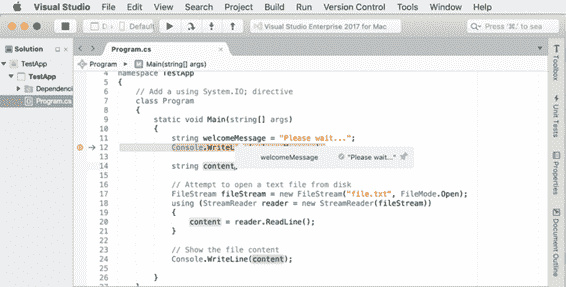 Visual Studio File Edit View Search Project Build Run Version Control Tools Window Help
D Default Visual Studio Enterprise 2017 for Mac Press '⌘.' to sea
Solution
Program.cs
Program Main(string[] args)
TestApp
TestApp
Dependenci
Program.cs
4 namespace TestApp
5 {
6 // Add a using System.IO; directive
7 class Program
8 {
9 static void Main(string[] args)
10 {
11 string welcomeMessage = "Please wait...";
12 Console.WriteL
welcomeMessage "Please wait..."
14 string content
16 // Attempt to open a text file from disk
17 FileStream fileStream = new FileStream("file.txt", FileMode.Open);
18 using (StreamReader reader = new StreamReader(fileStream))
19 {
20 content = reader.ReadLine();
21 }
23 // Show the file content
24 Console.WriteLine(content);
26 }
27 }
Toolbox
Unit Tests
Properties
Document Outline